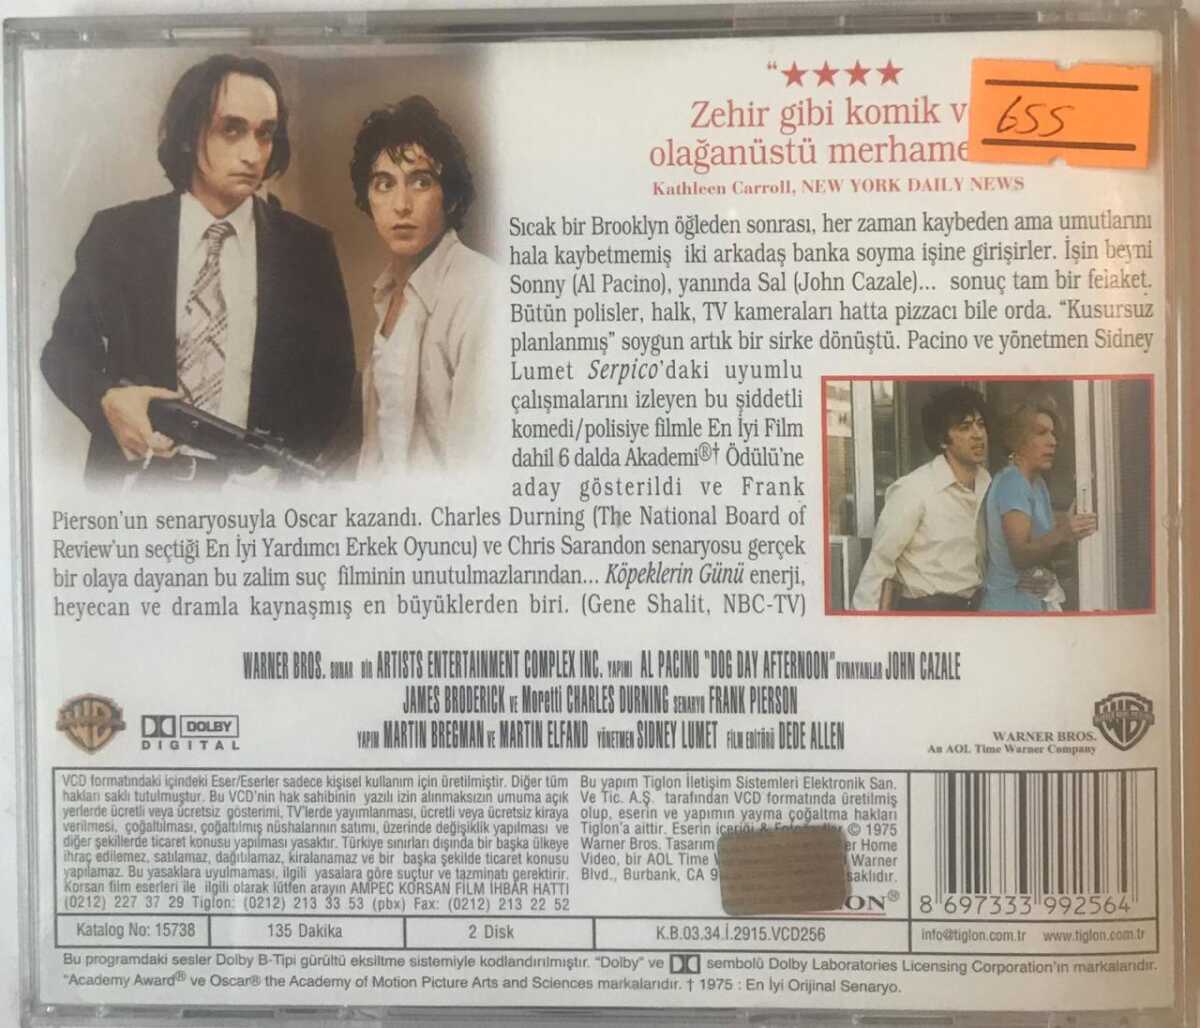 “★★★★
Zehir gibi komik ve
olağanüstü
655
Kathleen Carroll, NEW YORK DAILY NEWS
Sıcak bir Brooklyn öğleden sonrası, her zaman kaybeden ama umutlarını
hala kaybetmemiş iki arkadaş banka soyma işine girişirler. İşin beyni
Sonny (Al Pacino), yanında Sal (John Cazale)... sonuç tam bir felaket.
Bütün polisler, halk, TV kameraları hatta pizzacı bile orda. “Kusursuz
planlanmış” soygun artık bir sirke dönüştü. Pacino ve yönetmen Sidney
Lumet Serpico’daki uyumlu
çalışmalarını izleyen bu şiddetli
komedi/polisiye filmle En İyi Film
dahil 6 dalda Akademi®† Ödülü’ne
aday gösterildi ve Frank
Pierson’un senaryosuyla Oscar kazandı. Charles Durning (The National Board of
Review’un seçtiği En İyi Yardımcı Erkek Oyuncu) ve Chris Sarandon senaryosu gerçek
bir olaya dayanan bu zalim suç filminin unutulmazlarından... Köpeklerin Günü enerji,
heyecan ve dramla kaynaşmış en büyüklerden biri. (Gene Shalit, NBC-TV)
WARNER BROS. SUNAR BİR ARTISTS ENTERTAINMENT COMPLEX INC. YAPIMI AL PACINO "DOG DAY AFTERNOON" OYNAYANLAR JOHN CAZALE
JAMES BRODERICK VE Moretti CHARLES DURNING SENARYO FRANK PIERSON
YAPIM MARTIN BREGMAN VE MARTIN ELFAND YÖNETMEN SIDNEY LUMET FİLM EDİTÖRÜ DEDE ALLEN
DOLBY
DIGITAL
WARNER BROS.
An AOL Time Warner Company
VCD formatındaki içindeki Eser/Eserler sadece kişisel kullanım için üretilmiştir. Diğer tüm
hakları saklı tutulmuştur. Bu VCD'nin hak sahibinin yazılı izin alınmaksızın umuma açık
yerlerde ücretli veya ücretsiz gösterimi, TV'lerde yayımlanması, ücretli veya ücretsiz kiraya
verilmesi, çoğaltılması, çoğaltılmış nüshalarının satımı, üzerinde değişiklik yapılması ve
diğer şekillerde ticaret konusu yapılması yasaktır. Türkiye sınırları dışında bir başka ülkeye
ihraç edilemez, satılamaz, dağıtılamaz, kiralanamaz ve bir başka şekilde ticaret konusu
yapılamaz. Bu yasaklara uyulmaması, ilgili yasalara göre suçtur ve tazminatı gerektirir.
Korsan film eserleri ile ilgili olarak lütfen arayın AMPEC KORSAN FİLM İHBAR HATTI
(0212) 227 37 29 Tiglon: (0212) 213 33 53 (pbx) Fax: (0212) 213 22 52
Bu yapım Tiglon İletişim Sistemleri Elektronik San.
Ve Tic. A.Ş. tarafından VCD formatında üretilmiş
olup, eserin ve yapımın yayma çoğaltma hakları
Tiglon'a aittir. Eserin içeriği & © 1975
Warner Bros. Tasarım Home
Video, bir AOL Time Warner
Blvd., Burbank, CA
8 697333 992564
Katalog No: 15738
135 Dakika
2 Disk
K.B.03.34.İ.2915.VCD256
info@tiglon.com.tr www.tiglon.com.tr
Bu programdaki sesler Dolby B-Tipi gürültü eksiltme sistemiyle kodlandırılmıştır. "Dolby" ve sembolü Dolby Laboratories Licensing Corporation'ın markalarıdır.
"Academy Award® ve Oscar® the Academy of Motion Picture Arts and Sciences markalarıdır. † 1975 : En İyi Orijinal Senaryo.